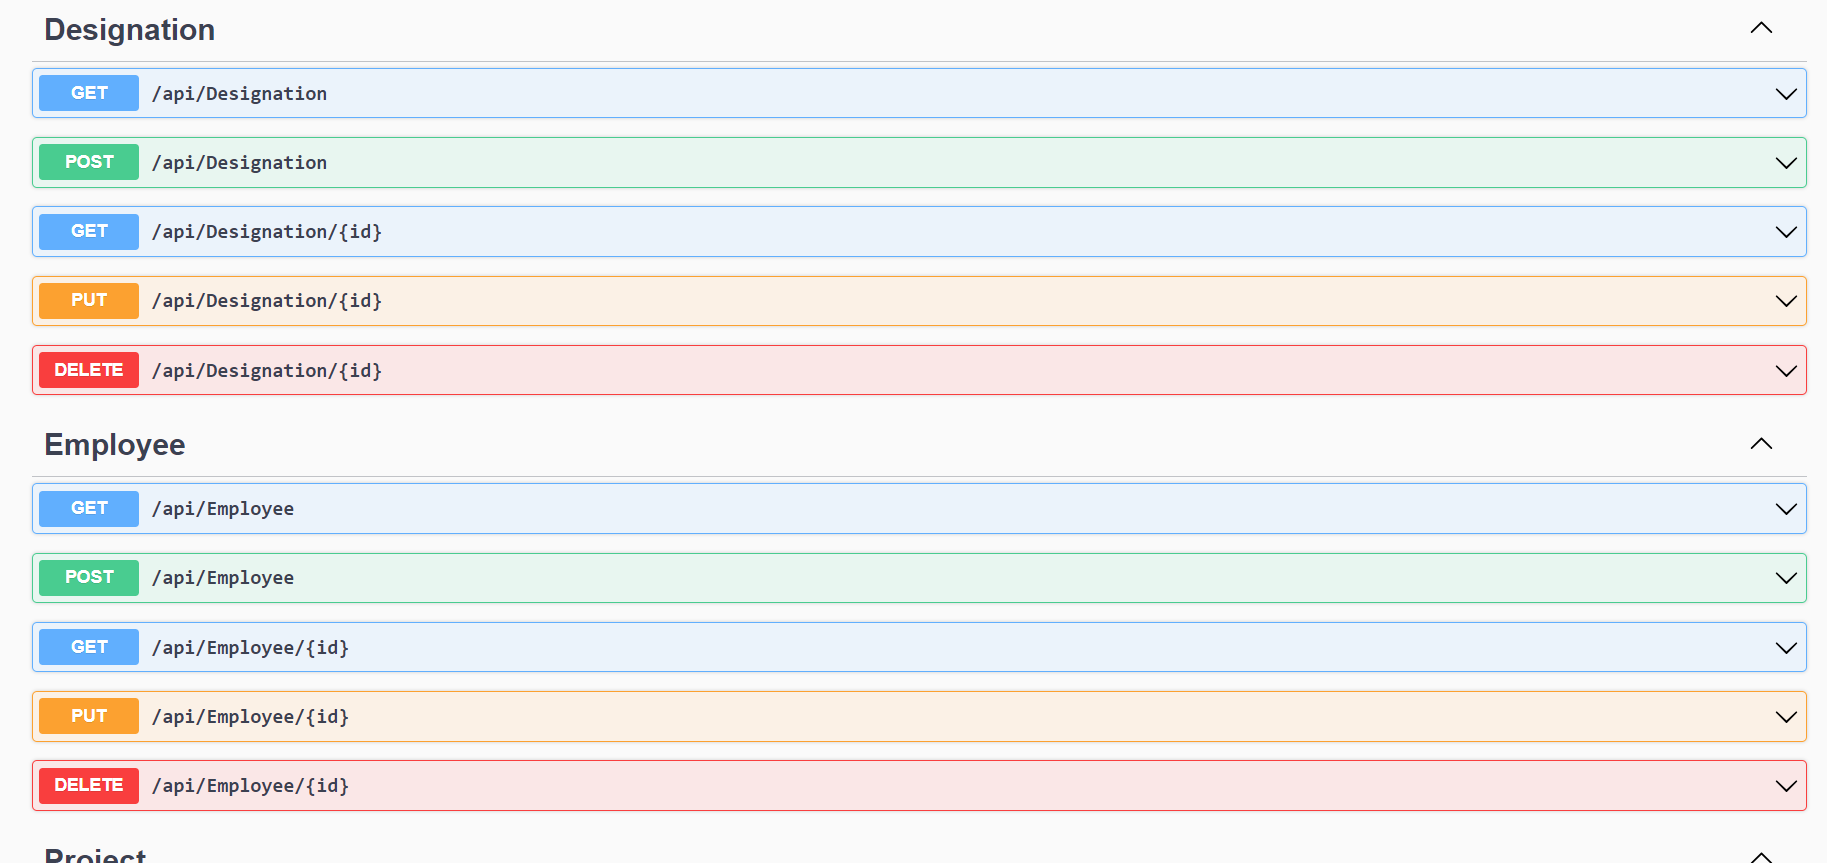 Designation
GET /api/Designation
POST /api/Designation
GET /api/Designation/{id}
PUT /api/Designation/{id}
DELETE /api/Designation/{id}
Employee
GET /api/Employee
POST /api/Employee
GET /api/Employee/{id}
PUT /api/Employee/{id}
DELETE /api/Employee/{id}
Project